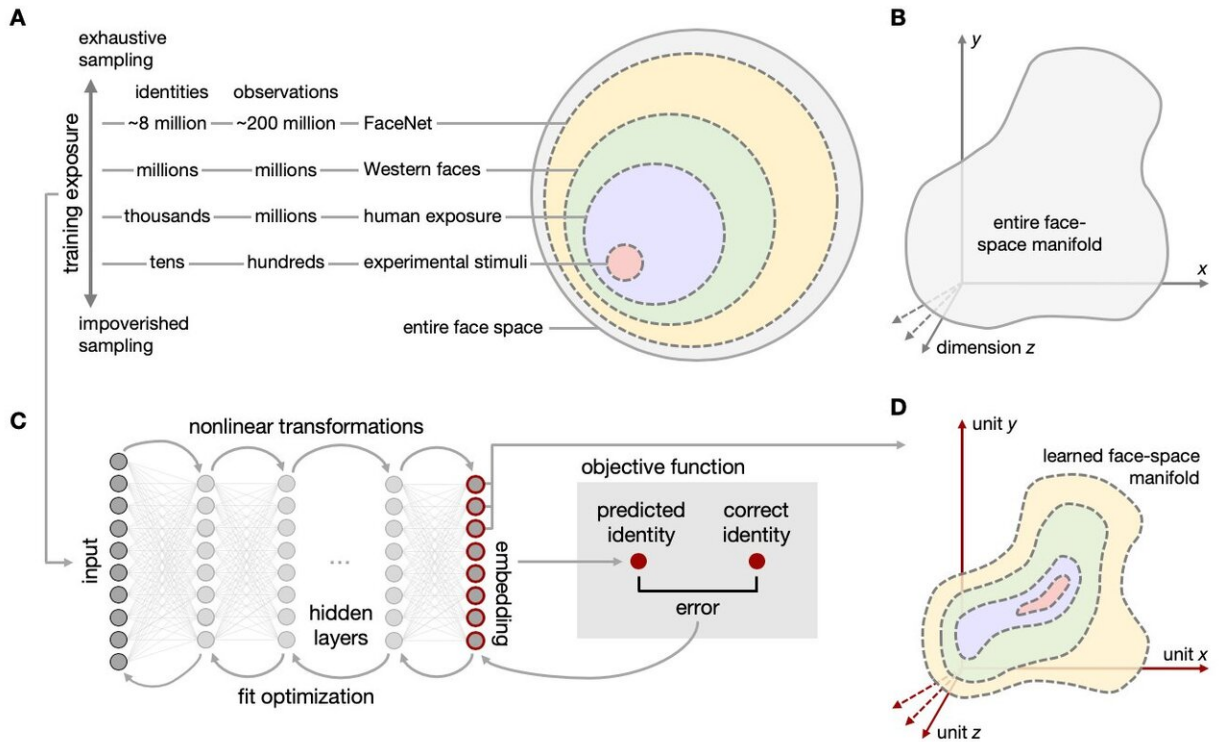 A
exhaustive
sampling
identities observations
~8 million ~200 million FaceNet
millions millions Western faces
thousands millions human exposure
tens hundreds experimental stimuli
training exposure
impoverished
sampling
entire face space
B
y
entire face-
space manifold
x
dimension z
C
nonlinear transformations
input
...
hidden
layers
embedding
fit optimization
objective function
predicted
identity
correct
identity
error
D
unit y
learned face-space
manifold
unit x
unit z